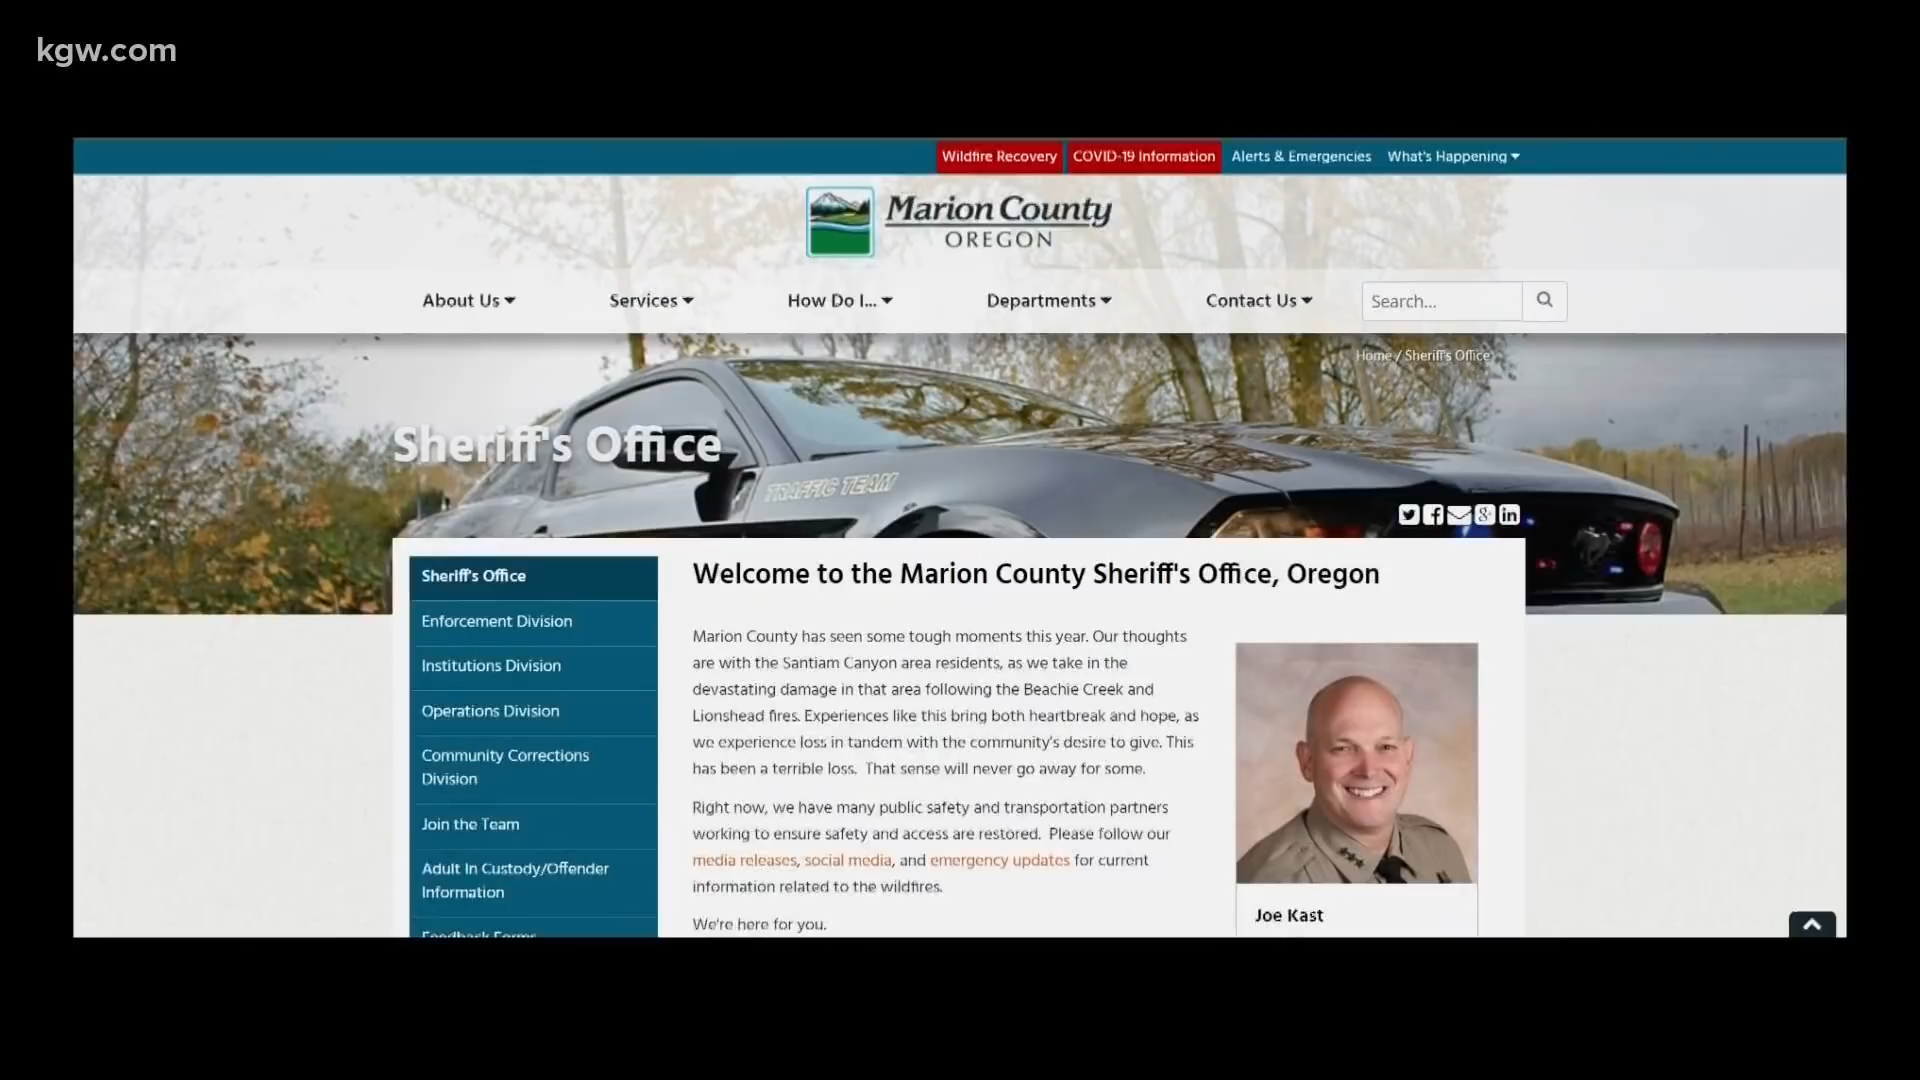 kgw.com
Wildfire Recovery COVID-19 Information Alerts & Emergencies What's Happening
Marion County
OREGON
About Us Services How Do I... Departments Contact Us Search...
Home / Sheriff's Office
Sheriff's Office
TRAFFIC TEAM
Sheriff's Office
Enforcement Division
Institutions Division
Operations Division
Community Corrections
Division
Join the Team
Adult In Custody/Offender
Information
Feedback Forms
Welcome to the Marion County Sheriff's Office, Oregon
Marion County has seen some tough moments this year. Our thoughts
are with the Santiam Canyon area residents, as we take in the
devastating damage in that area following the Beachie Creek and
Lionshead fires. Experiences like this bring both heartbreak and hope, as
we experience loss in tandem with the community's desire to give. This
has been a terrible loss. That sense will never go away for some.
Right now, we have many public safety and transportation partners
working to ensure safety and access are restored. Please follow our
media releases, social media, and emergency updates for current
information related to the wildfires.
We're here for you.
Joe Kast